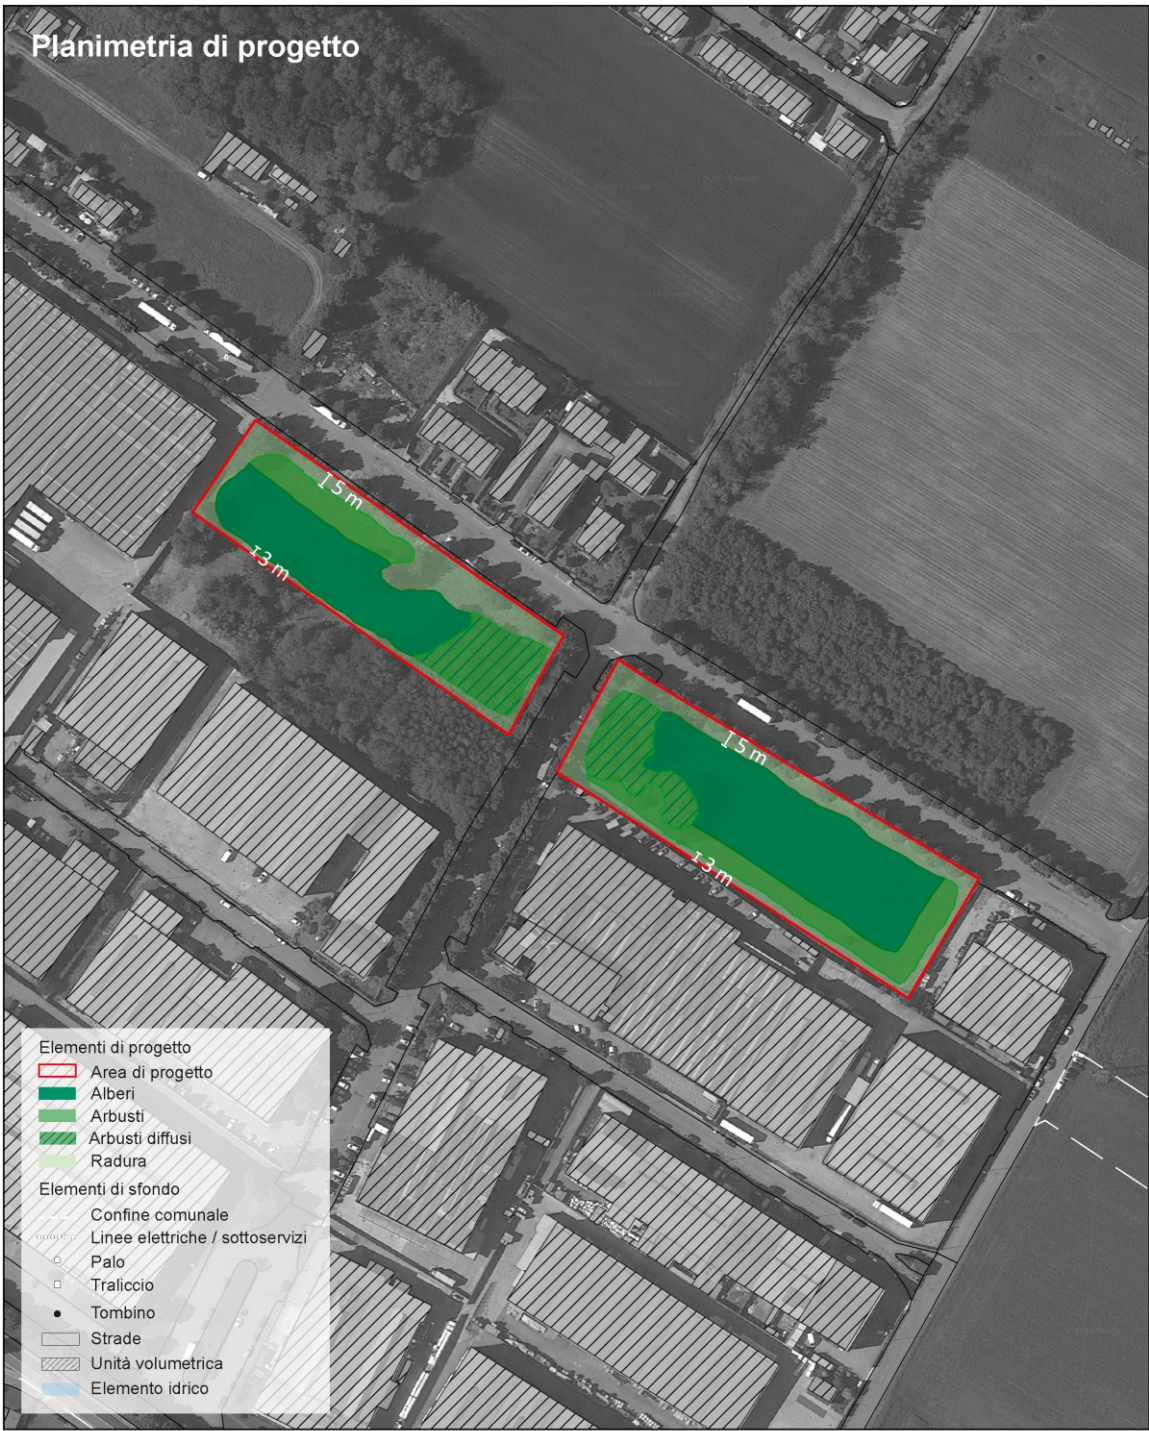 Planimetria di progetto
5 m
3 m
5 m
3 m
Elementi di progetto
Area di progetto
Alberi
Arbusti
Arbusti diffusi
Radura
Elementi di sfondo
Confine comunale
Linee elettriche / sottoservizi
Palo
Traliccio
Tombino
Strade
Unità volumetrica
Elemento idrico